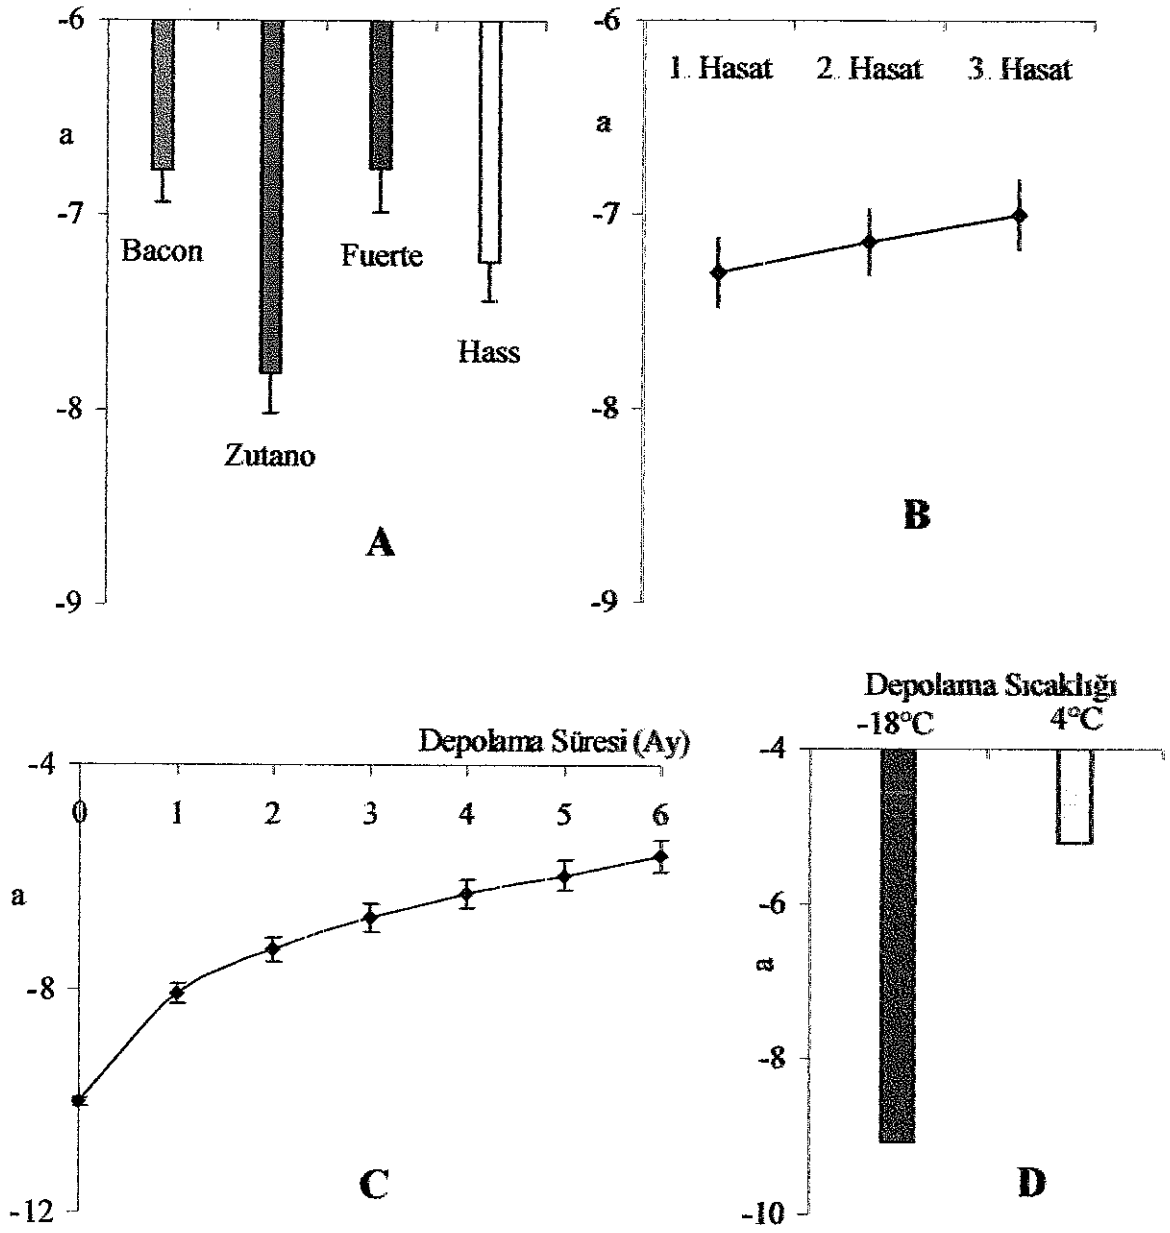 -6
a
-7
Bacon
Fuerte
Hass
-8
Zutano
A
-9
-6
1. Hasat 2. Hasat 3. Hasat
a
-7
-8
B
-9
Depolama Süresi (Ay)
-4
0 1 2 3 4 5 6
a
-8
C
-12
Depolama Sıcaklığı
-18°C 4°C
-4
-6
a
-8
D
-10